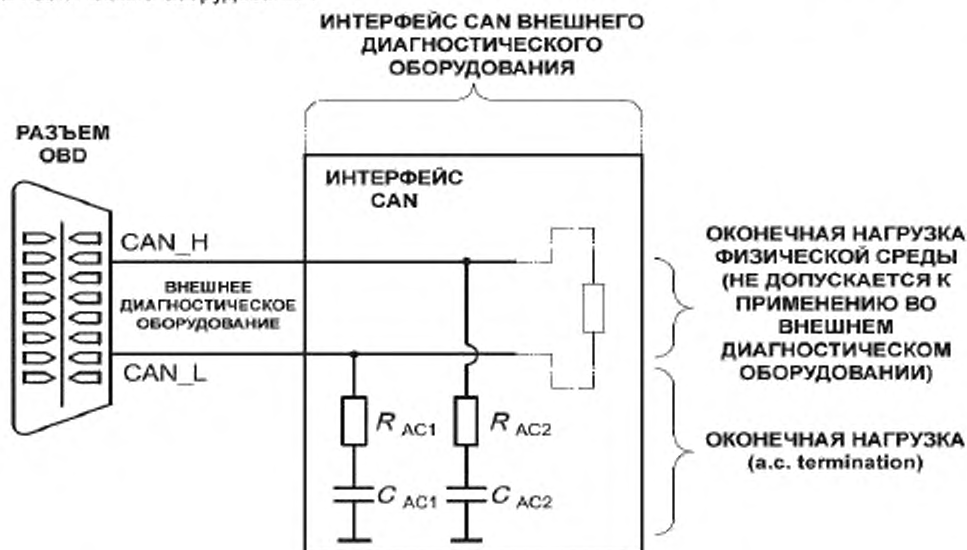 ИНТЕРФЕЙС CAN ВНЕШНЕГО
ДИАГНОСТИЧЕСКОГО
ОБОРУДОВАНИЯ
РАЗЪЕМ
OBD
ИНТЕРФЕЙС
CAN
CAN_H
ВНЕШНЕЕ
ДИАГНОСТИЧЕСКОЕ
ОБОРУДОВАНИЕ
CAN_L
ОКОНЕЧНАЯ НАГРУЗКА
ФИЗИЧЕСКОЙ СРЕДЫ
(НЕ ДОПУСКАЕТСЯ К
ПРИМЕНЕНИЮ ВО
ВНЕШНЕМ
ДИАГНОСТИЧЕСКОМ
ОБОРУДОВАНИИ)
R AC1
R AC2
ОКОНЕЧНАЯ НАГРУЗКА
(a.c. termination)
C AC1
C AC2